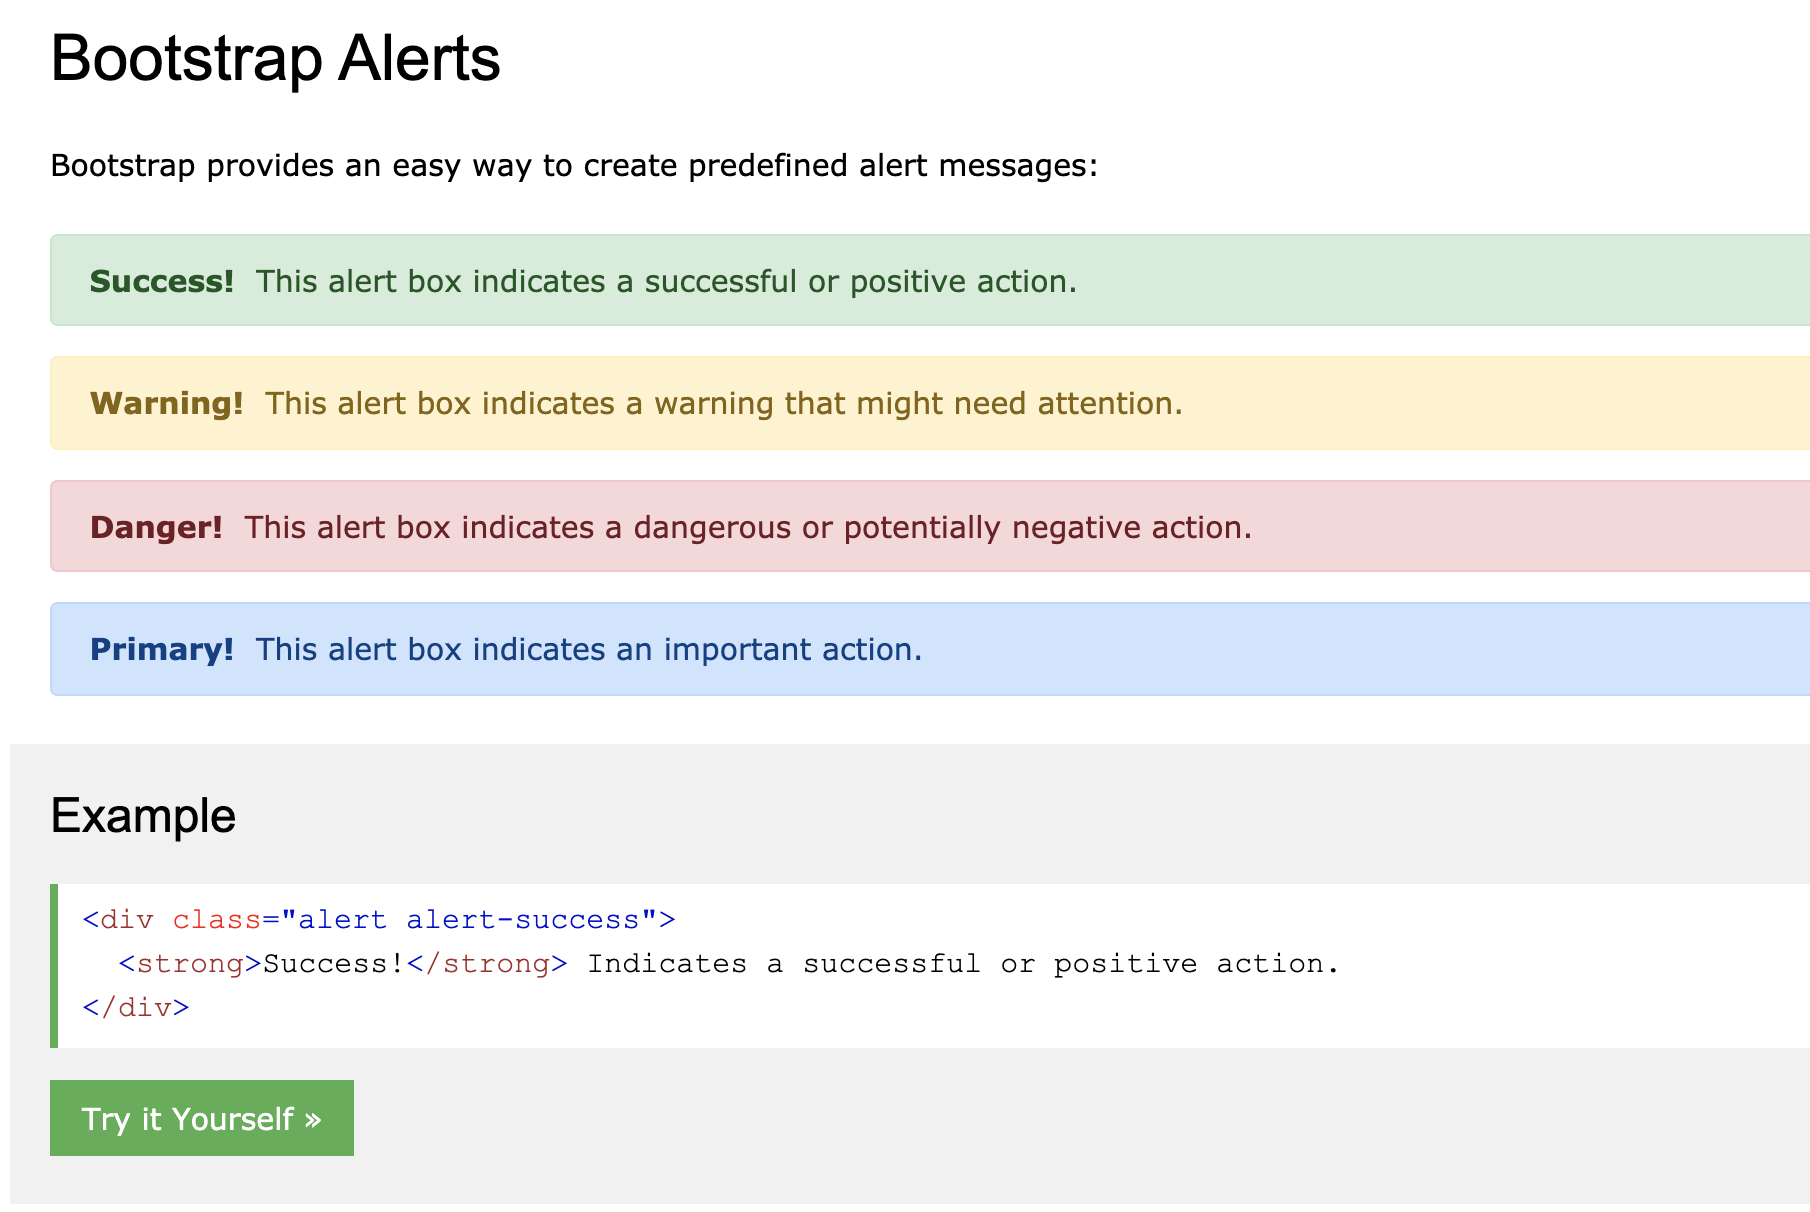 Bootstrap Alerts
Bootstrap provides an easy way to create predefined alert messages:
Success! This alert box indicates a successful or positive action.
Warning! This alert box indicates a warning that might need attention.
Danger! This alert box indicates a dangerous or potentially negative action.
Primary! This alert box indicates an important action.
Example
<div class="alert alert-success">
  <strong>Success!</strong> Indicates a successful or positive action.
</div>
Try it Yourself »